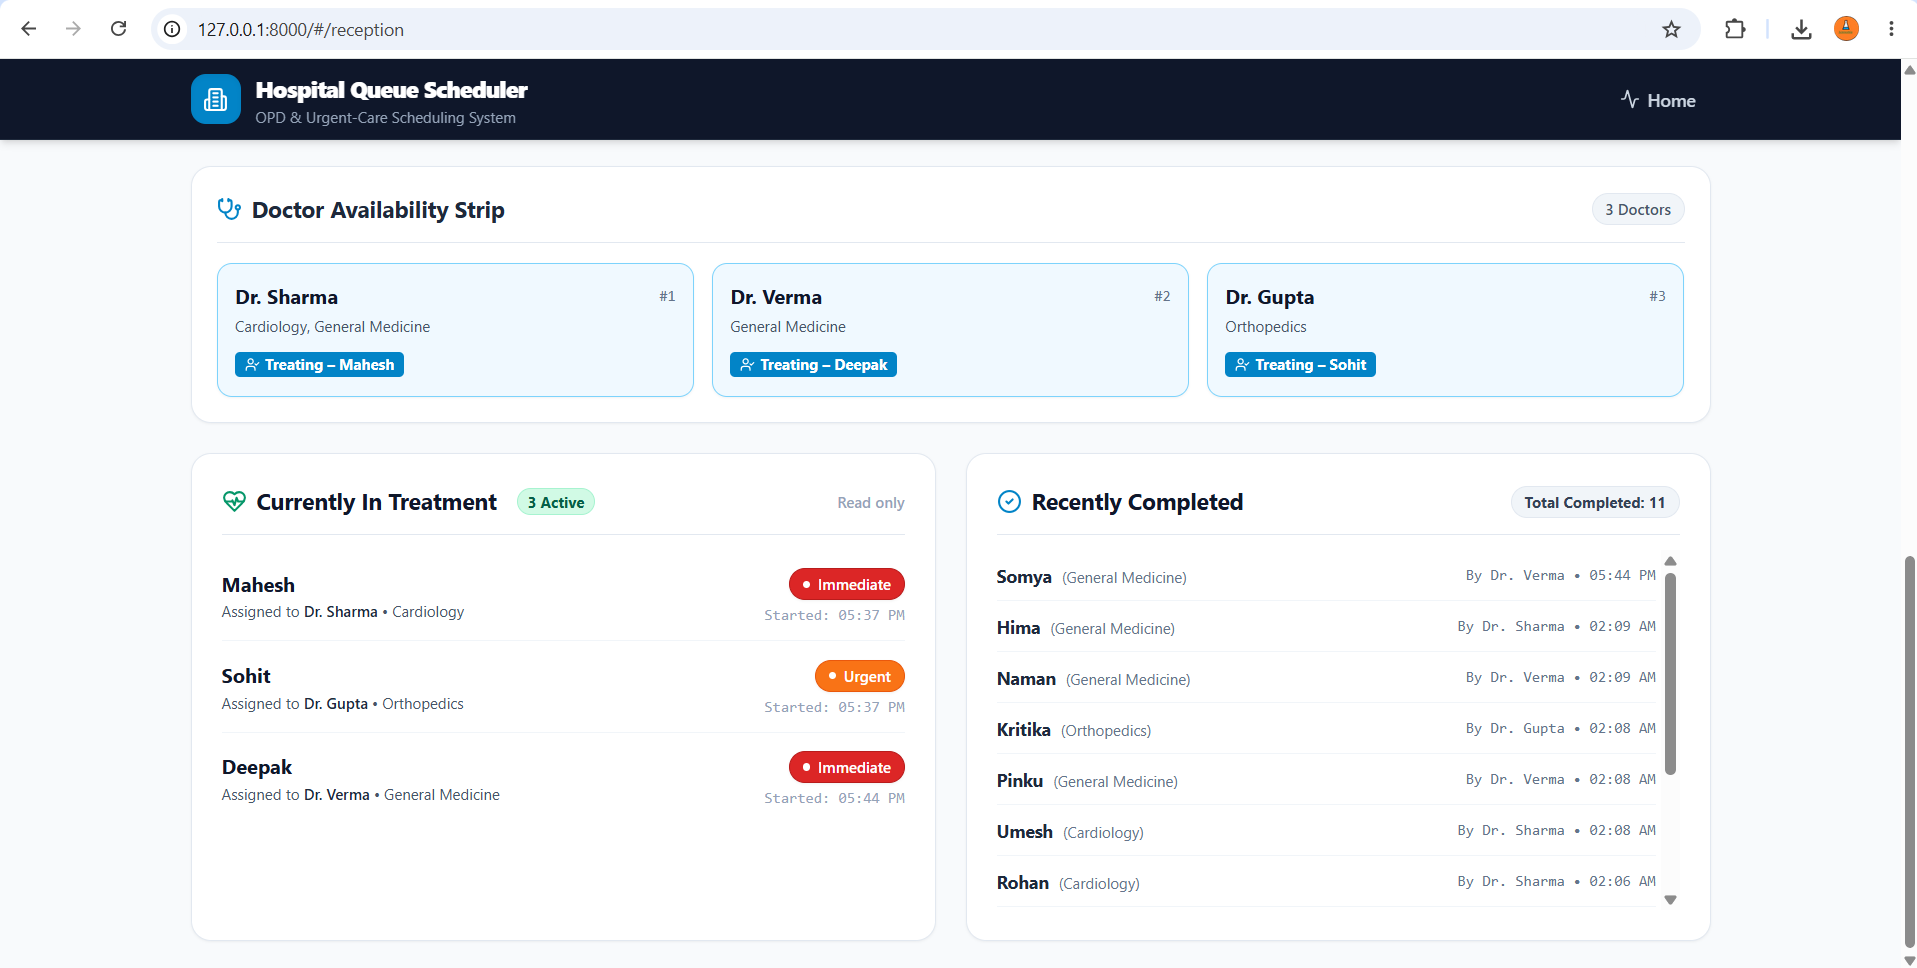 127.0.0.1:8000/#/reception
Hospital Queue Scheduler
OPD & Urgent-Care Scheduling System
Home
Doctor Availability Strip
3 Doctors
Dr. Sharma #1
Cardiology, General Medicine
Treating – Mahesh
Dr. Verma #2
General Medicine
Treating – Deepak
Dr. Gupta #3
Orthopedics
Treating – Sohit
Currently In Treatment 3 Active Read only
Mahesh Immediate
Assigned to Dr. Sharma • Cardiology Started: 05:37 PM
Sohit Urgent
Assigned to Dr. Gupta • Orthopedics Started: 05:37 PM
Deepak Immediate
Assigned to Dr. Verma • General Medicine Started: 05:44 PM
Recently Completed Total Completed: 11
Somya (General Medicine) By Dr. Verma • 05:44 PM
Hima (General Medicine) By Dr. Sharma • 02:09 AM
Naman (General Medicine) By Dr. Verma • 02:09 AM
Kritika (Orthopedics) By Dr. Gupta • 02:08 AM
Pinku (General Medicine) By Dr. Verma • 02:08 AM
Umesh (Cardiology) By Dr. Sharma • 02:08 AM
Rohan (Cardiology) By Dr. Sharma • 02:06 AM